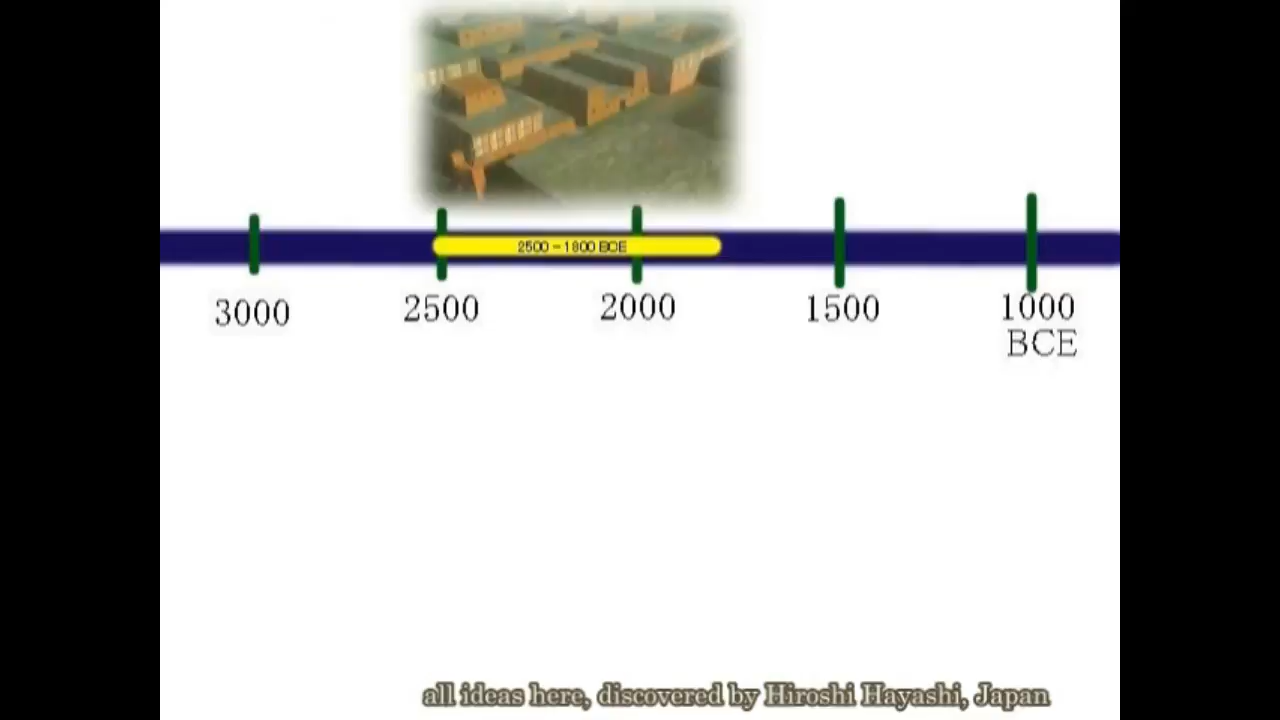 2500 - 1800 BCE
3000 2500 2000 1500 1000
BCE
all ideas here, discovered by Hiroshi Hayashi, Japan